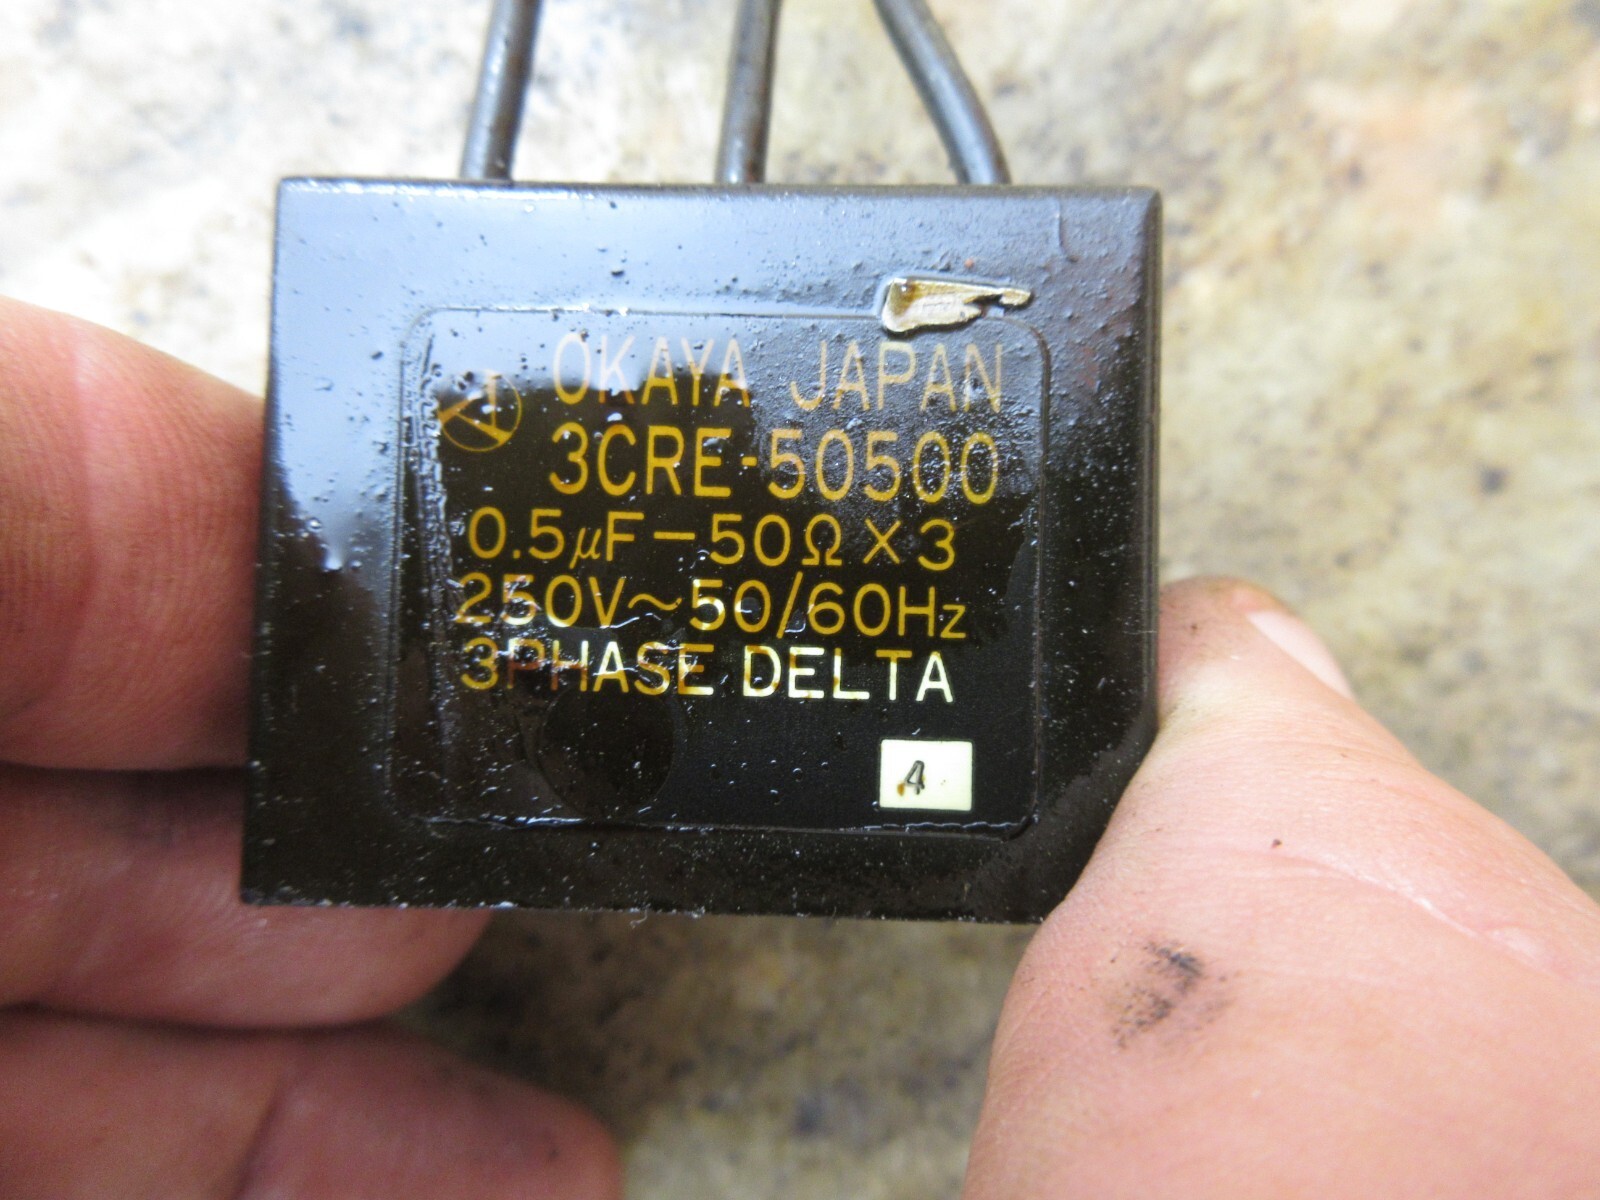 OKAYA JAPAN
3CRE-50500
0.5μF-50Ω×3
250V~50/60Hz
3PHASE DELTA
4